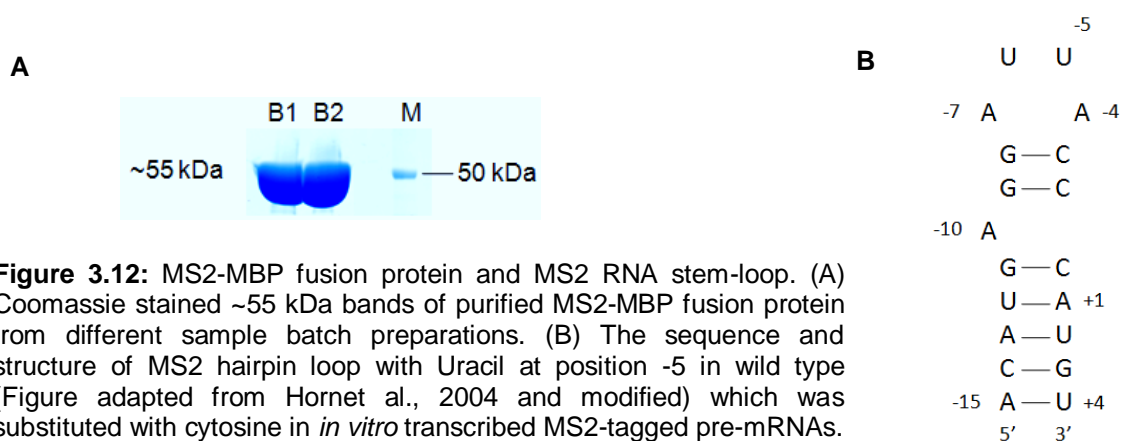 A
B1 B2 M
~55 kDa
50 kDa
Figure 3.12: MS2-MBP fusion protein and MS2 RNA stem-loop. (A)
Coomassie stained ~55 kDa bands of purified MS2-MBP fusion protein
from different sample batch preparations. (B) The sequence and
structure of MS2 hairpin loop with Uracil at position -5 in wild type
(Figure adapted from Hornet al., 2004 and modified) which was
substituted with cytosine in in vitro transcribed MS2-tagged pre-mRNAs.
B
-5
U U
-7 A A -4
G C
G C
-10 A
G C
U A +1
A U
C G
-15 A U +4
5’ 3’